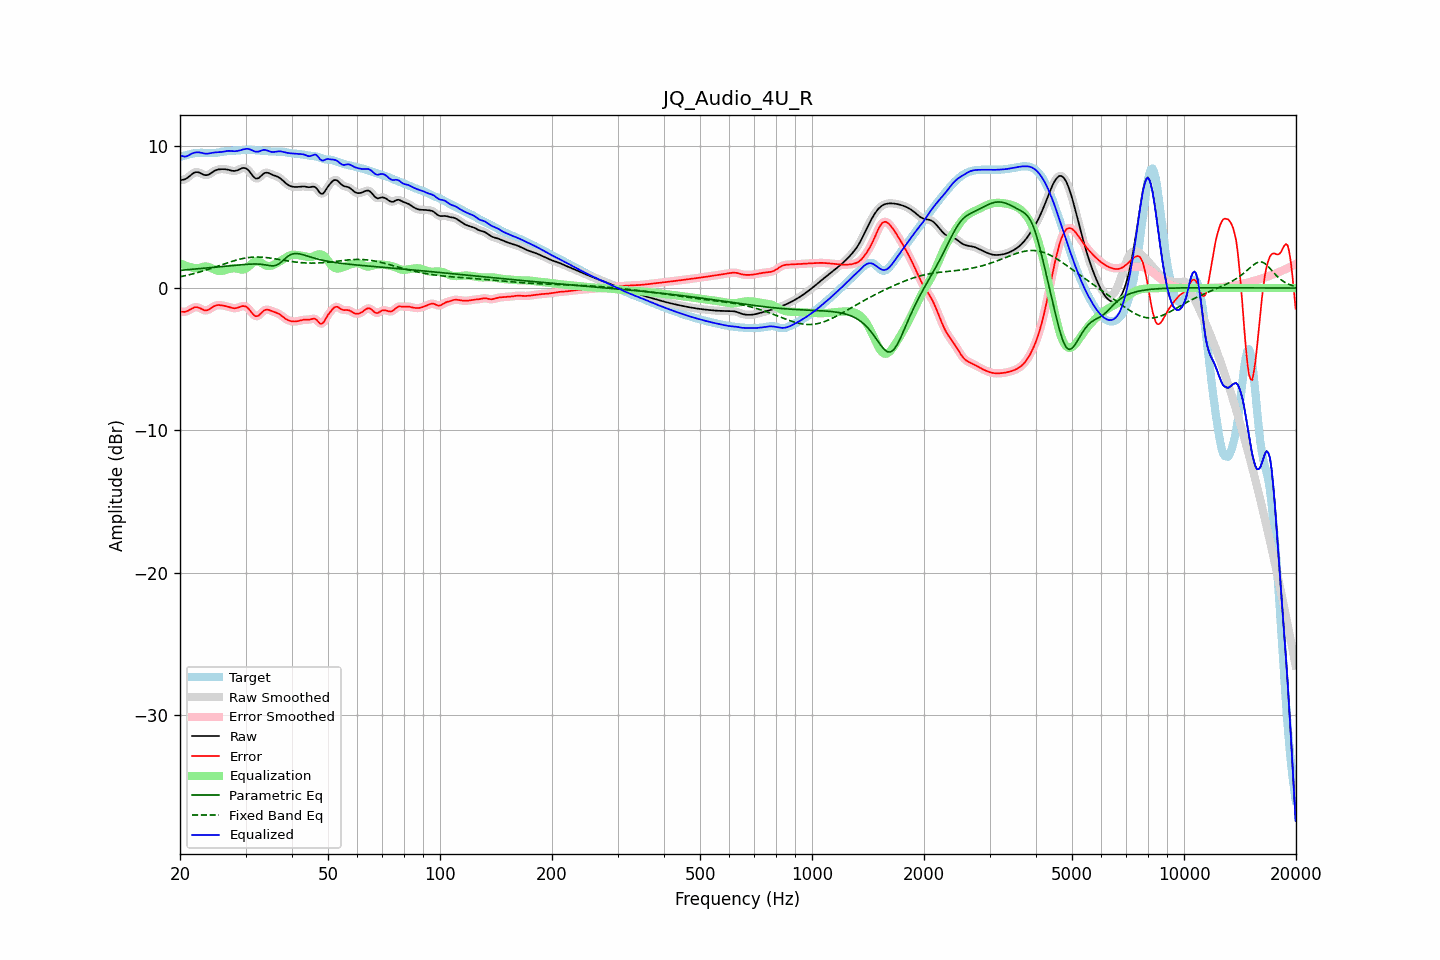 JQ_Audio_4U_R
10
0
−10
−20
−30
Amplitude (dBr)
Target
Raw Smoothed
Error Smoothed
Raw
Error
Equalization
Parametric Eq
Fixed Band Eq
Equalized
20 50 100 200 500 1000 2000 5000 10000 20000
Frequency (Hz)